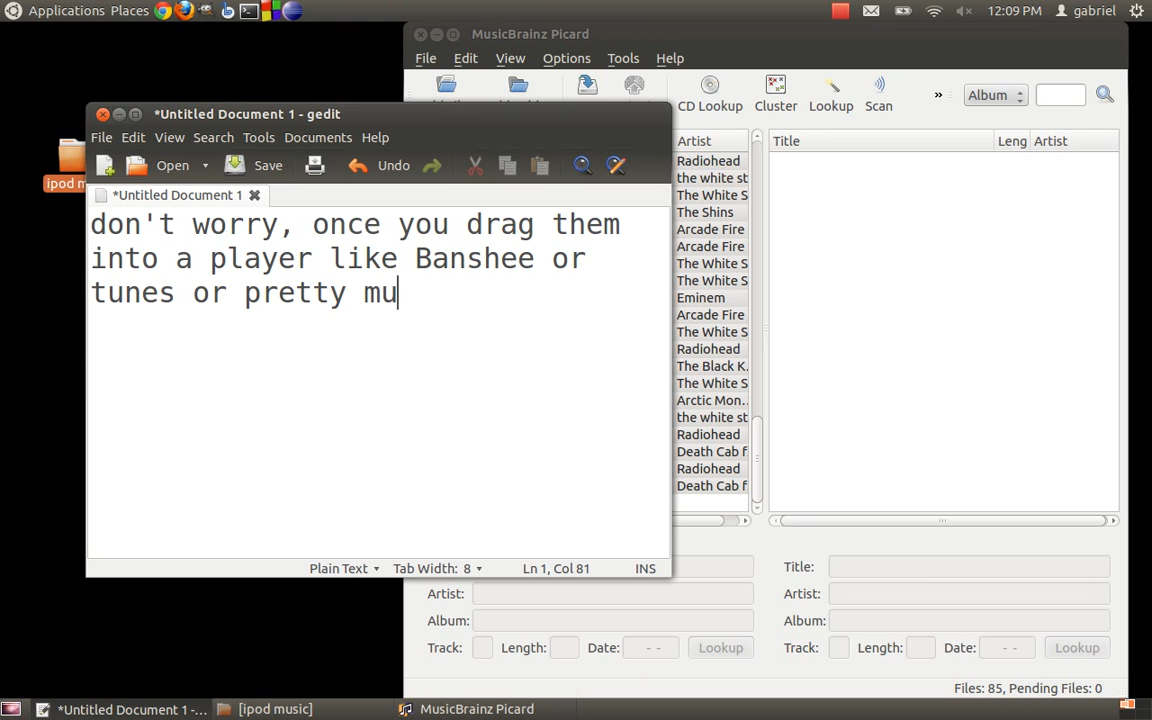 Applications Places
12:09 PM
gabriel
MusicBrainz Picard
File Edit View Options Tools Help
CD Lookup Cluster Lookup Scan
» Album
*Untitled Document 1 - gedit
File Edit View Search Tools Documents Help
Open Save Undo
*Untitled Document 1
don't worry, once you drag them
into a player like Banshee or
tunes or pretty mu
Plain Text Tab Width: 8 Ln 1, Col 81 INS
ipod m
Artist
Radiohead
the white st
The White S
The Shins
Arcade Fire
Arcade Fire
The White S
The White S
Eminem
Arcade Fire
The White S
Radiohead
The Black K.
The White S
Arctic Mon..
the white st
Radiohead
Death Cab f
Radiohead
Death Cab f
Title Leng Artist
Artist:
Album:
Track: Length: Date: - - Lookup
Title:
Artist:
Album:
Track: Length: Date: - - Lookup
Files: 85, Pending Files: 0
*Untitled Document 1 -...
[ipod music]
MusicBrainz Picard